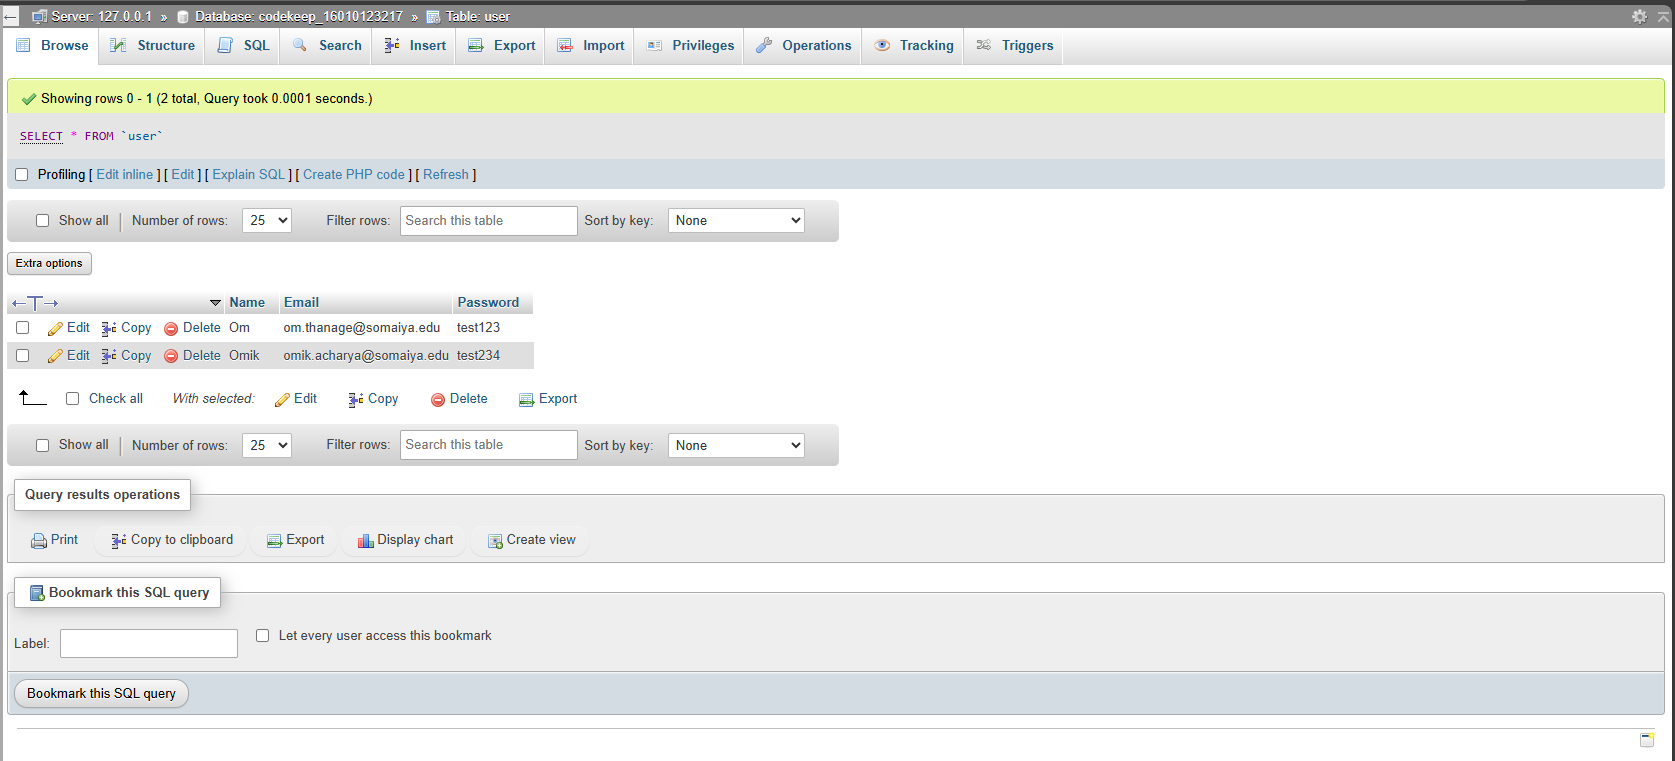 Server: 127.0.0.1 » Database: codekeep_16010123217 » Table: user
Browse Structure SQL Search Insert Export Import Privileges Operations Tracking Triggers
Showing rows 0 - 1 (2 total, Query took 0.0001 seconds.)
SELECT * FROM `user`
Profiling [ Edit inline ] [ Edit ] [ Explain SQL ] [ Create PHP code ] [ Refresh ]
Show all | Number of rows: 25 Filter rows: Search this table Sort by key: None
Extra options
Name Email Password
Edit Copy Delete Om om.thanage@somaiya.edu test123
Edit Copy Delete Omik omik.acharya@somaiya.edu test234
Check all With selected: Edit Copy Delete Export
Show all | Number of rows: 25 Filter rows: Search this table Sort by key: None
Query results operations
Print Copy to clipboard Export Display chart Create view
Bookmark this SQL query
Label: Let every user access this bookmark
Bookmark this SQL query